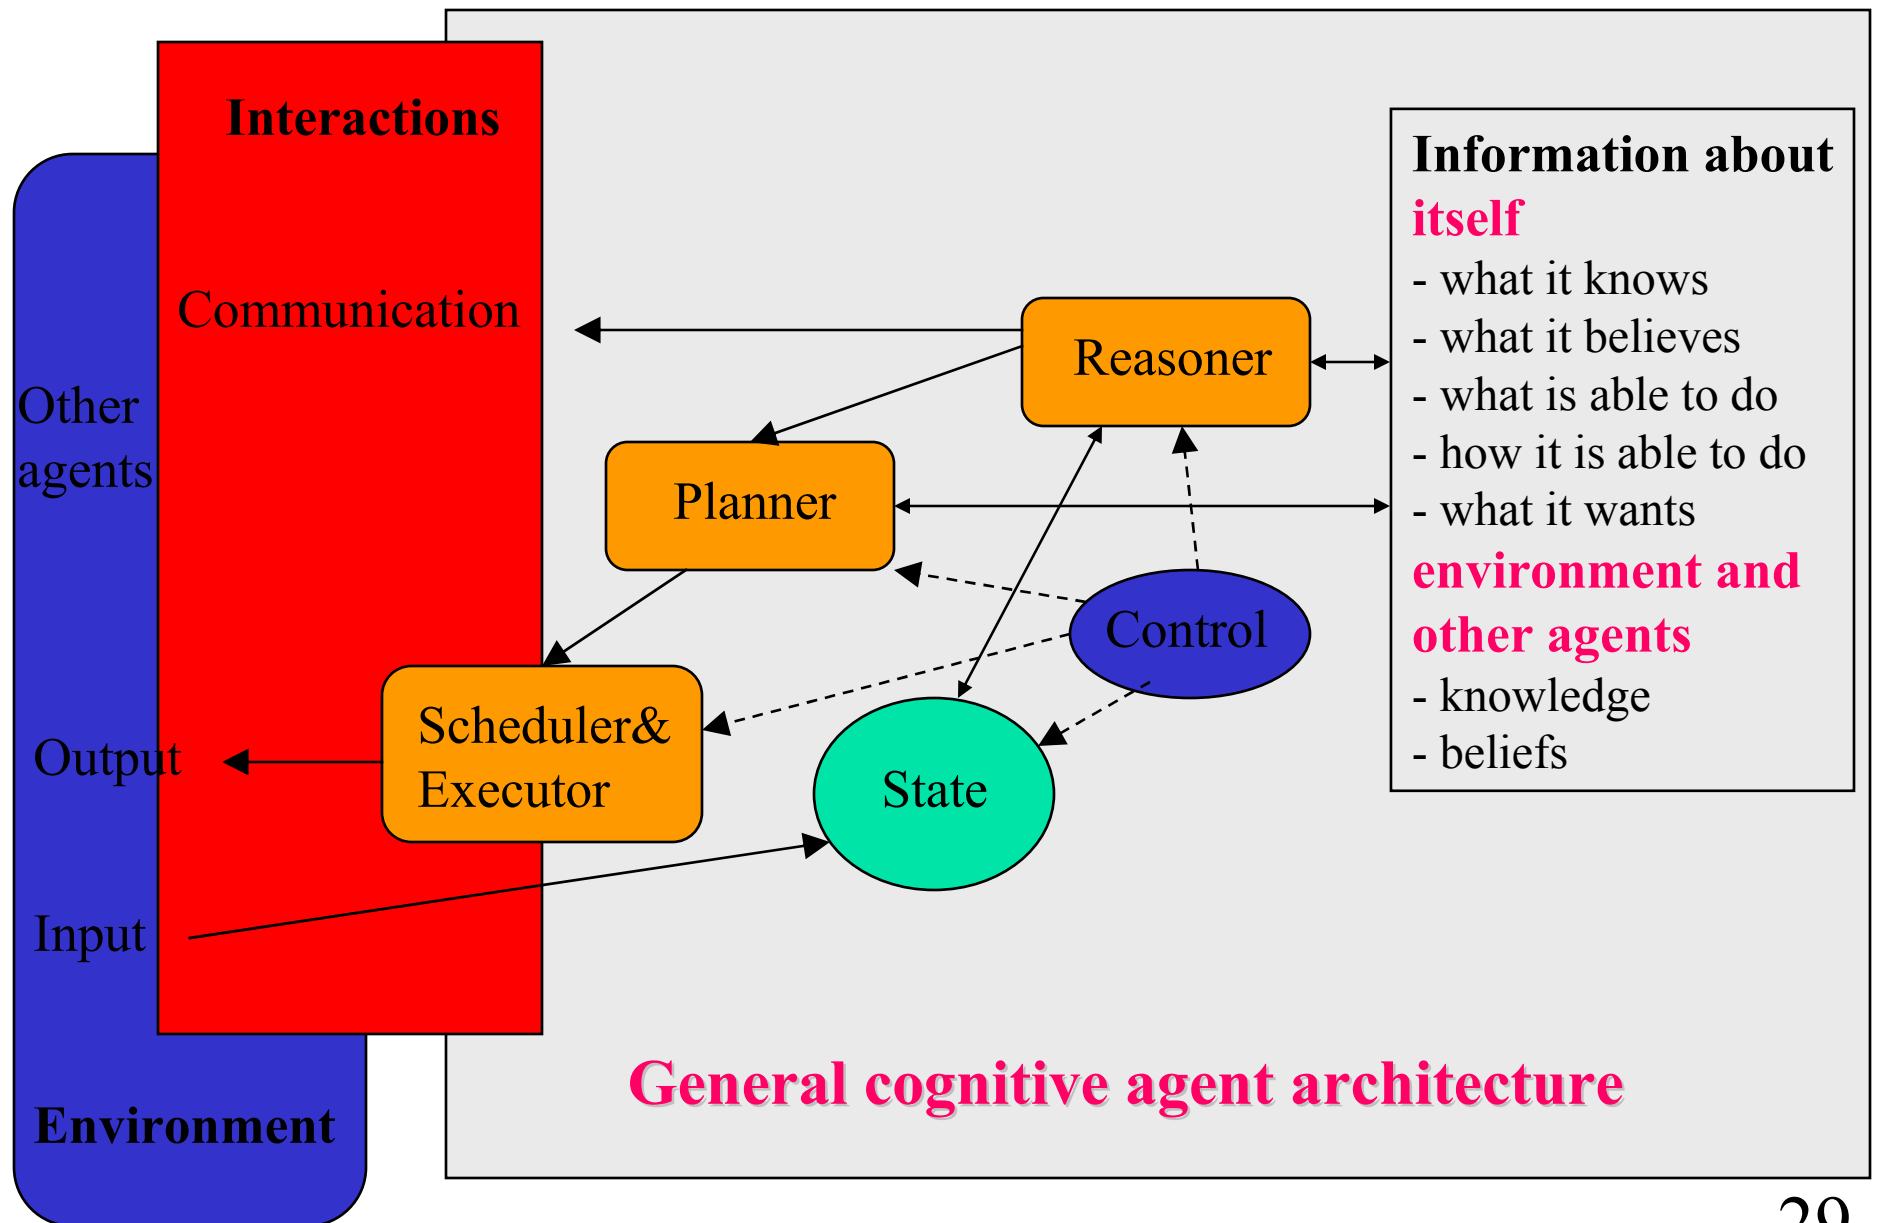 Interactions
Communication
Other
agents
Output
Input
Environment
Reasoner
Planner
Scheduler&
Executor
Control
State
Information about
itself
- what it knows
- what it believes
- what is able to do
- how it is able to do
- what it wants
environment and
other agents
- knowledge
- beliefs
General cognitive agent architecture
29